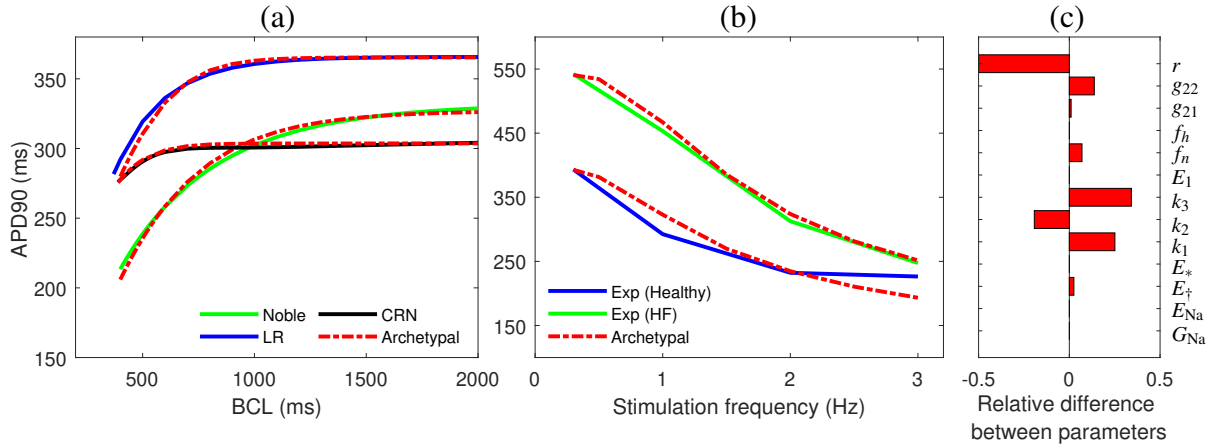 (a)
(b)
(c)
APD90 (ms)
350
300
250
200
150
500
1000
1500
2000
BCL (ms)
Noble
LR
CRN
Archetypal
550
450
350
250
150
0
1
2
3
Stimulation frequency (Hz)
Exp (Healthy)
Exp (HF)
Archetypal
r
g22
g21
fh
fn
E1
k3
k2
k1
E*
E†
ENa
GNa
-0.5
0
0.5
Relative difference
between parameters